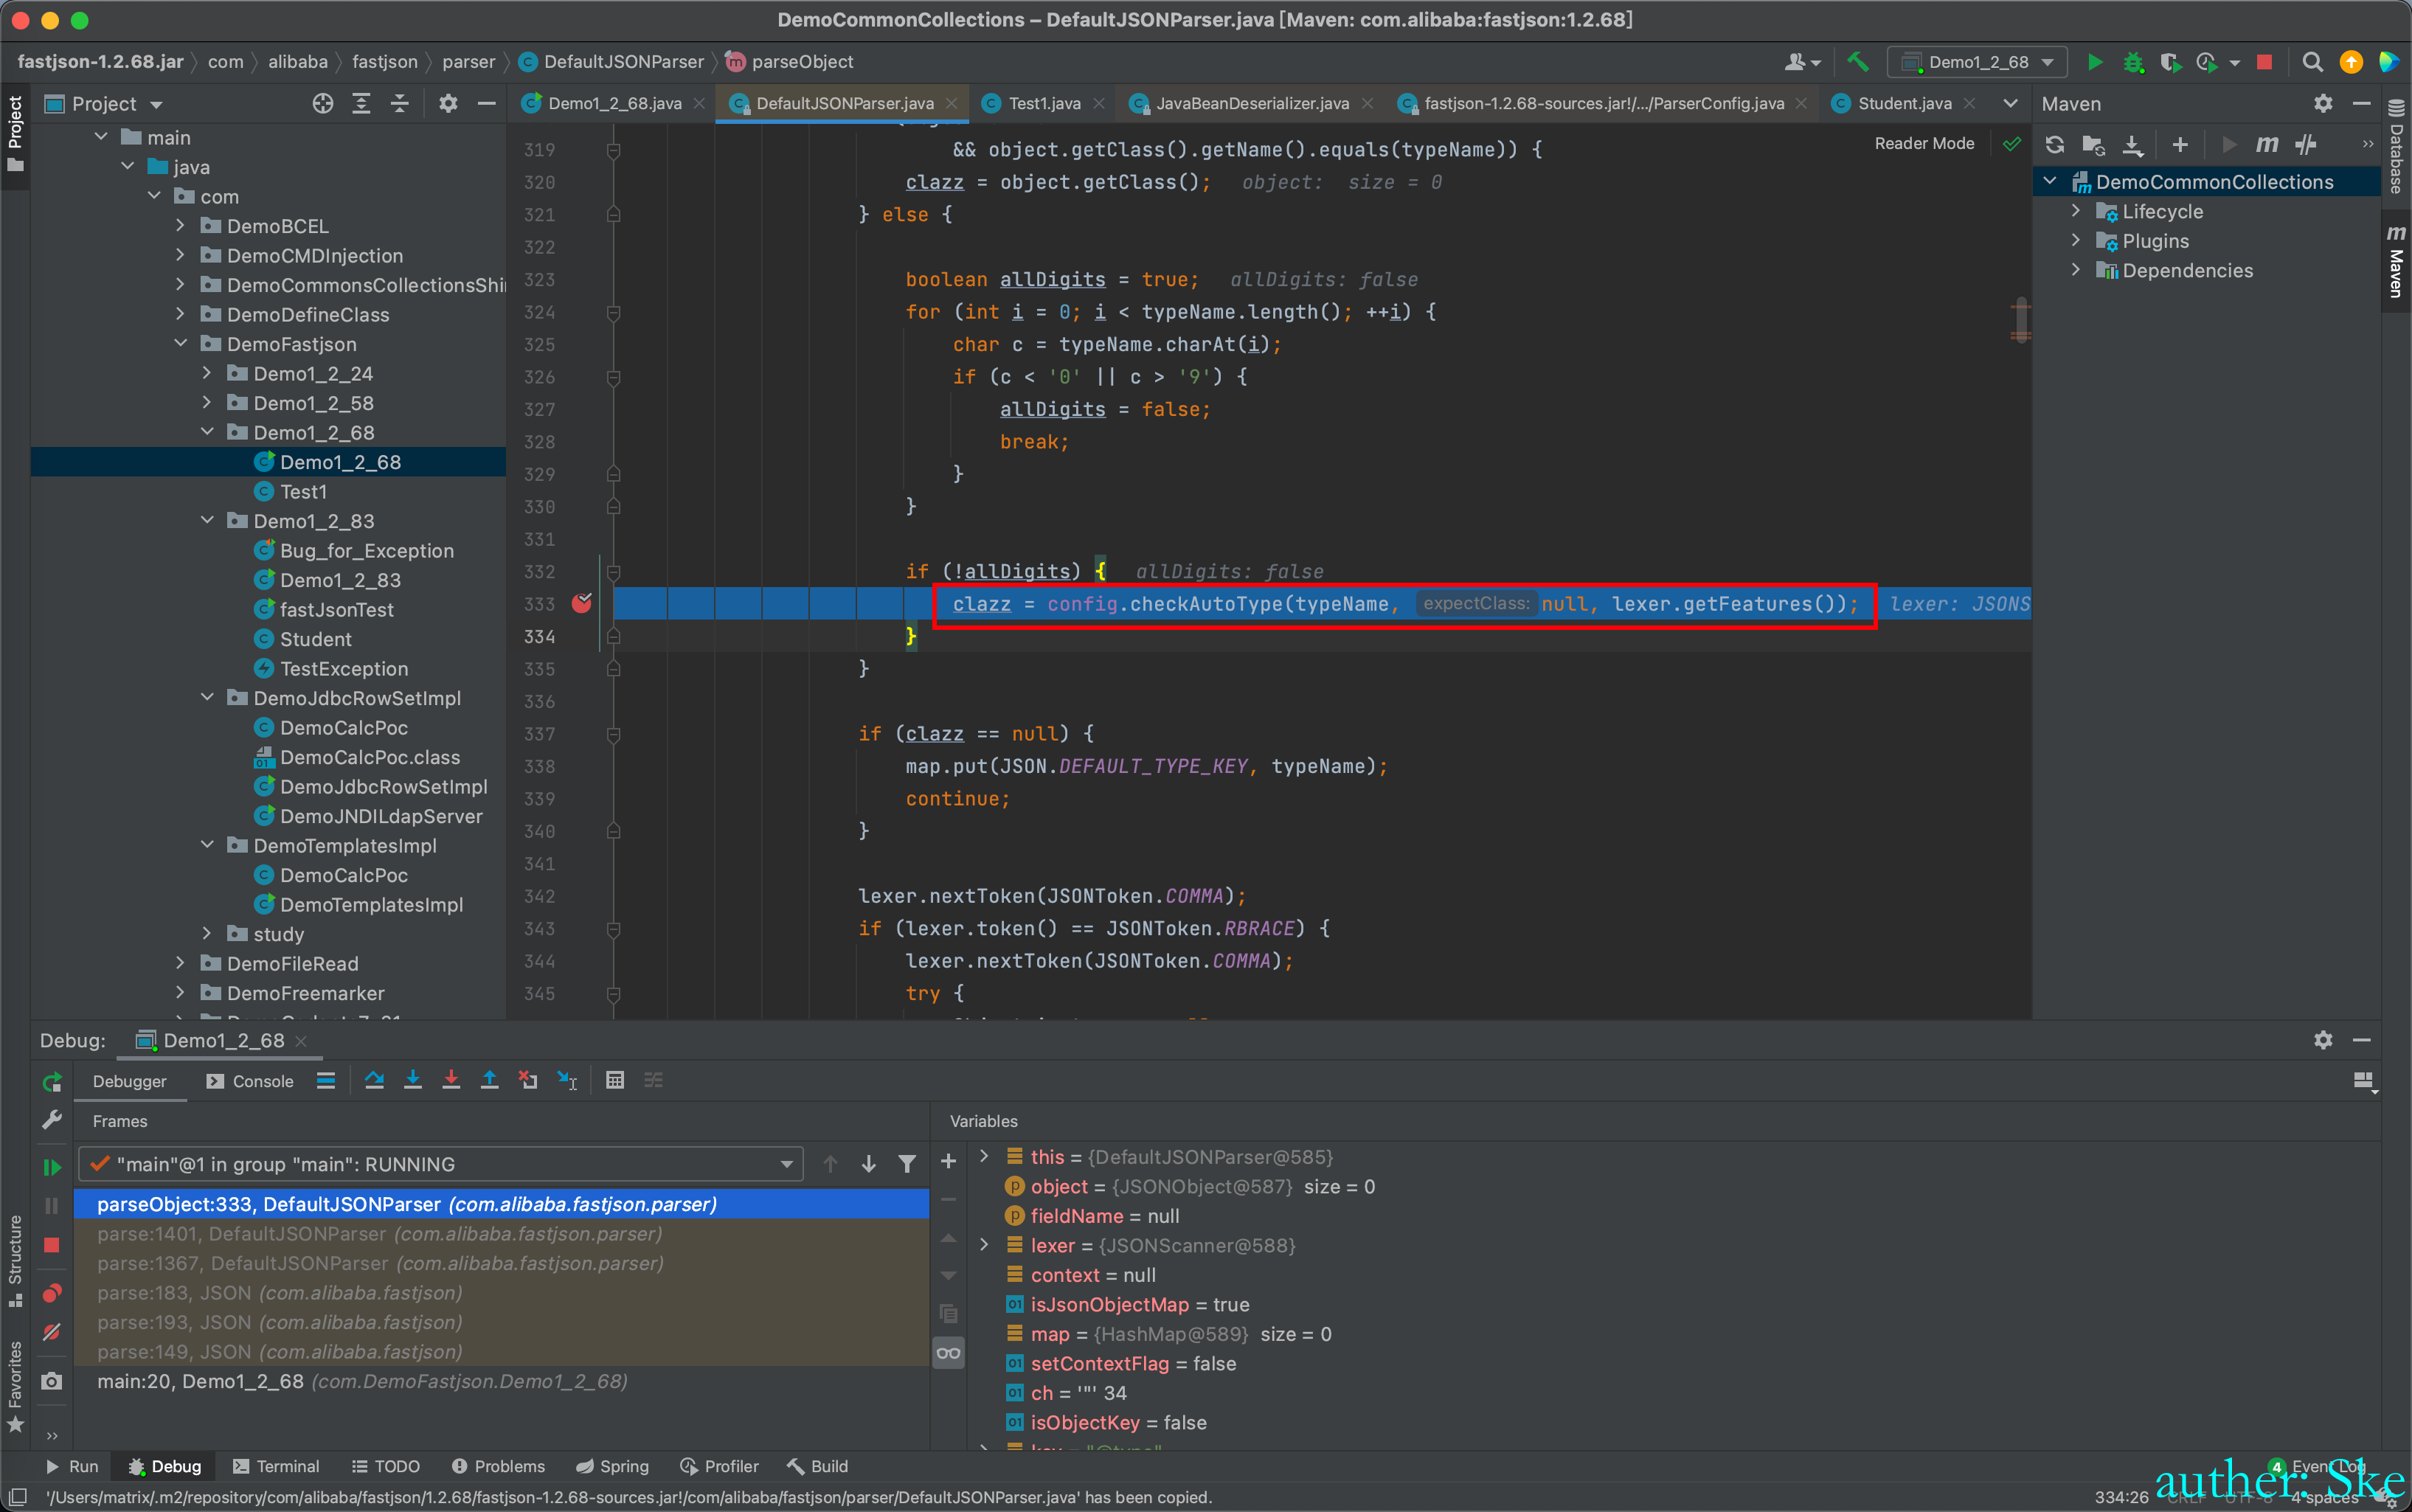 DemoCommonCollections – DefaultJSONParser.java [Maven: com.alibaba:fastjson:1.2.68]
fastjson-1.2.68.jar com alibaba fastjson parser DefaultJSONParser parseObject
Demo1_2_68
Project
Demo1_2_68.java DefaultJSONParser.java Test1.java JavaBeanDeserializer.java fastjson-1.2.68-sources.jar!/.../ParserConfig.java Student.java
Maven
Project
Structure
Favorites
Database
Maven
main
java
com
DemoBCEL
DemoCMDInjection
DemoCommonsCollectionsShi
DemoDefineClass
DemoFastjson
Demo1_2_24
Demo1_2_58
Demo1_2_68
Demo1_2_68
Test1
Demo1_2_83
Bug_for_Exception
Demo1_2_83
fastJsonTest
Student
TestException
DemoJdbcRowSetImpl
DemoCalcPoc
DemoCalcPoc.class
DemoJdbcRowSetImpl
DemoJNDILdapServer
DemoTemplatesImpl
DemoCalcPoc
DemoTemplatesImpl
study
DemoFileRead
DemoFreemarker
Reader Mode
319 && object.getClass().getName().equals(typeName)) {
320 clazz = object.getClass(); object: size = 0
321 } else {
322
323 boolean allDigits = true; allDigits: false
324 for (int i = 0; i < typeName.length(); ++i) {
325 char c = typeName.charAt(i);
326 if (c < '0' || c > '9') {
327 allDigits = false;
328 break;
329 }
330 }
331
332 if (!allDigits) { allDigits: false
333 clazz = config.checkAutoType(typeName, expectClass: null, lexer.getFeatures()); lexer: JSONS
334 }
335 }
336
337 if (clazz == null) {
338 map.put(JSON.DEFAULT_TYPE_KEY, typeName);
339 continue;
340 }
341
342 lexer.nextToken(JSONToken.COMMA);
343 if (lexer.token() == JSONToken.RBRACE) {
344 lexer.nextToken(JSONToken.COMMA);
345 try {
DemoCommonCollections
Lifecycle
Plugins
Dependencies
Debug: Demo1_2_68
Debugger Console
Frames
"main"@1 in group "main": RUNNING
parseObject:333, DefaultJSONParser (com.alibaba.fastjson.parser)
parse:1401, DefaultJSONParser (com.alibaba.fastjson.parser)
parse:1367, DefaultJSONParser (com.alibaba.fastjson.parser)
parse:183, JSON (com.alibaba.fastjson)
parse:193, JSON (com.alibaba.fastjson)
parse:149, JSON (com.alibaba.fastjson)
main:20, Demo1_2_68 (com.DemoFastjson.Demo1_2_68)
Variables
this = {DefaultJSONParser@585}
object = {JSONObject@587} size = 0
fieldName = null
lexer = {JSONScanner@588}
context = null
isJsonObjectMap = true
map = {HashMap@589} size = 0
setContextFlag = false
ch = '"' 34
isObjectKey = false
key = "@type"
Run Debug Terminal TODO Problems Spring Profiler Build
4 Event Log
'/Users/matrix/.m2/repository/com/alibaba/fastjson/1.2.68/fastjson-1.2.68-sources.jar!/com/alibaba/fastjson/parser/DefaultJSONParser.java' has been copied.
334:26 CRLF UTF-8 4 spaces
auther: Ske